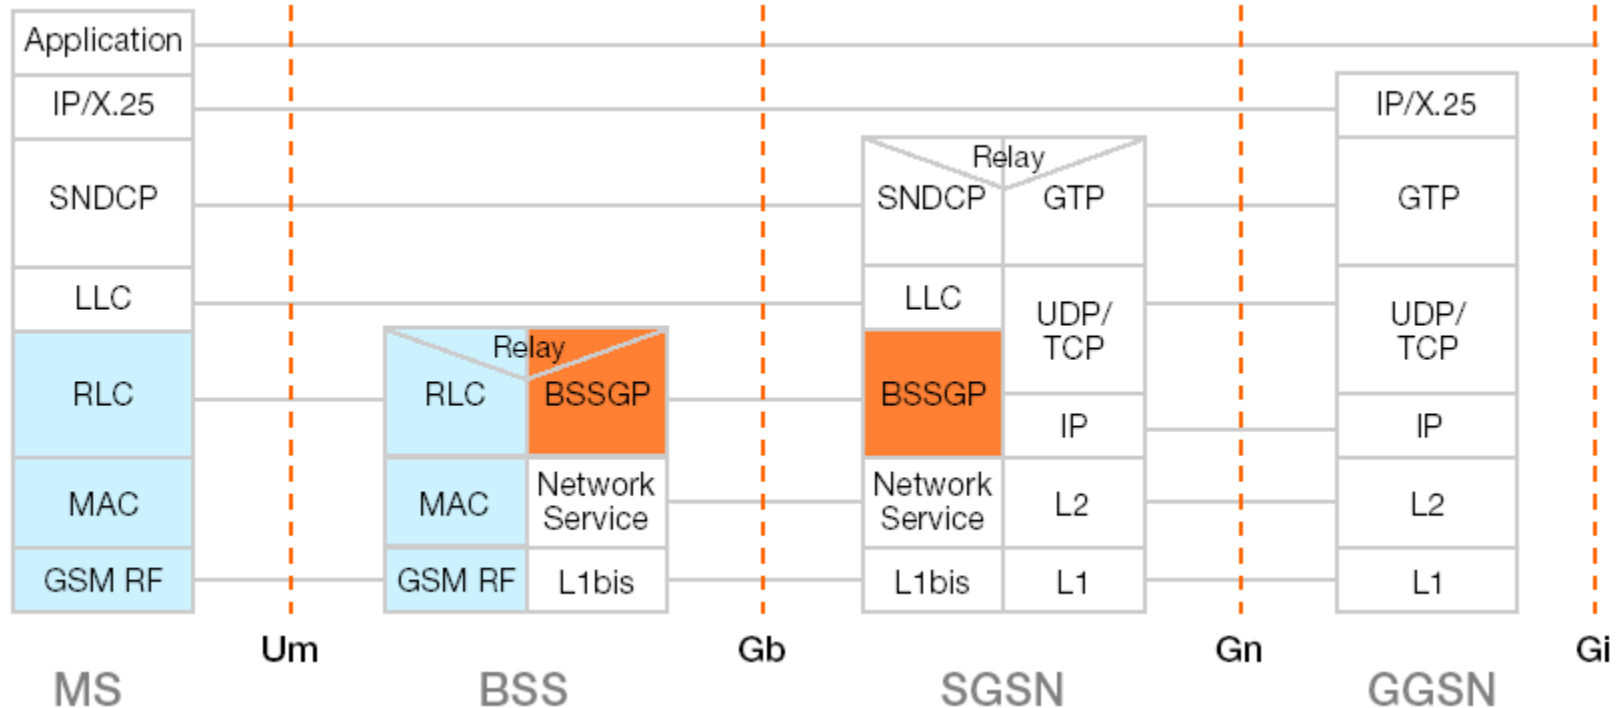 Application
IP/X.25
SNDCP
LLC
RLC
MAC
GSM RF
Relay
RLC
BSSGP
MAC
Network
Service
GSM RF
L1bis
Relay
SNDCP
GTP
LLC
UDP/
TCP
BSSGP
IP
Network
Service
L2
L1bis
L1
IP/X.25
GTP
UDP/
TCP
IP
L2
L1
Um
Gb
Gn
Gi
MS
BSS
SGSN
GGSN